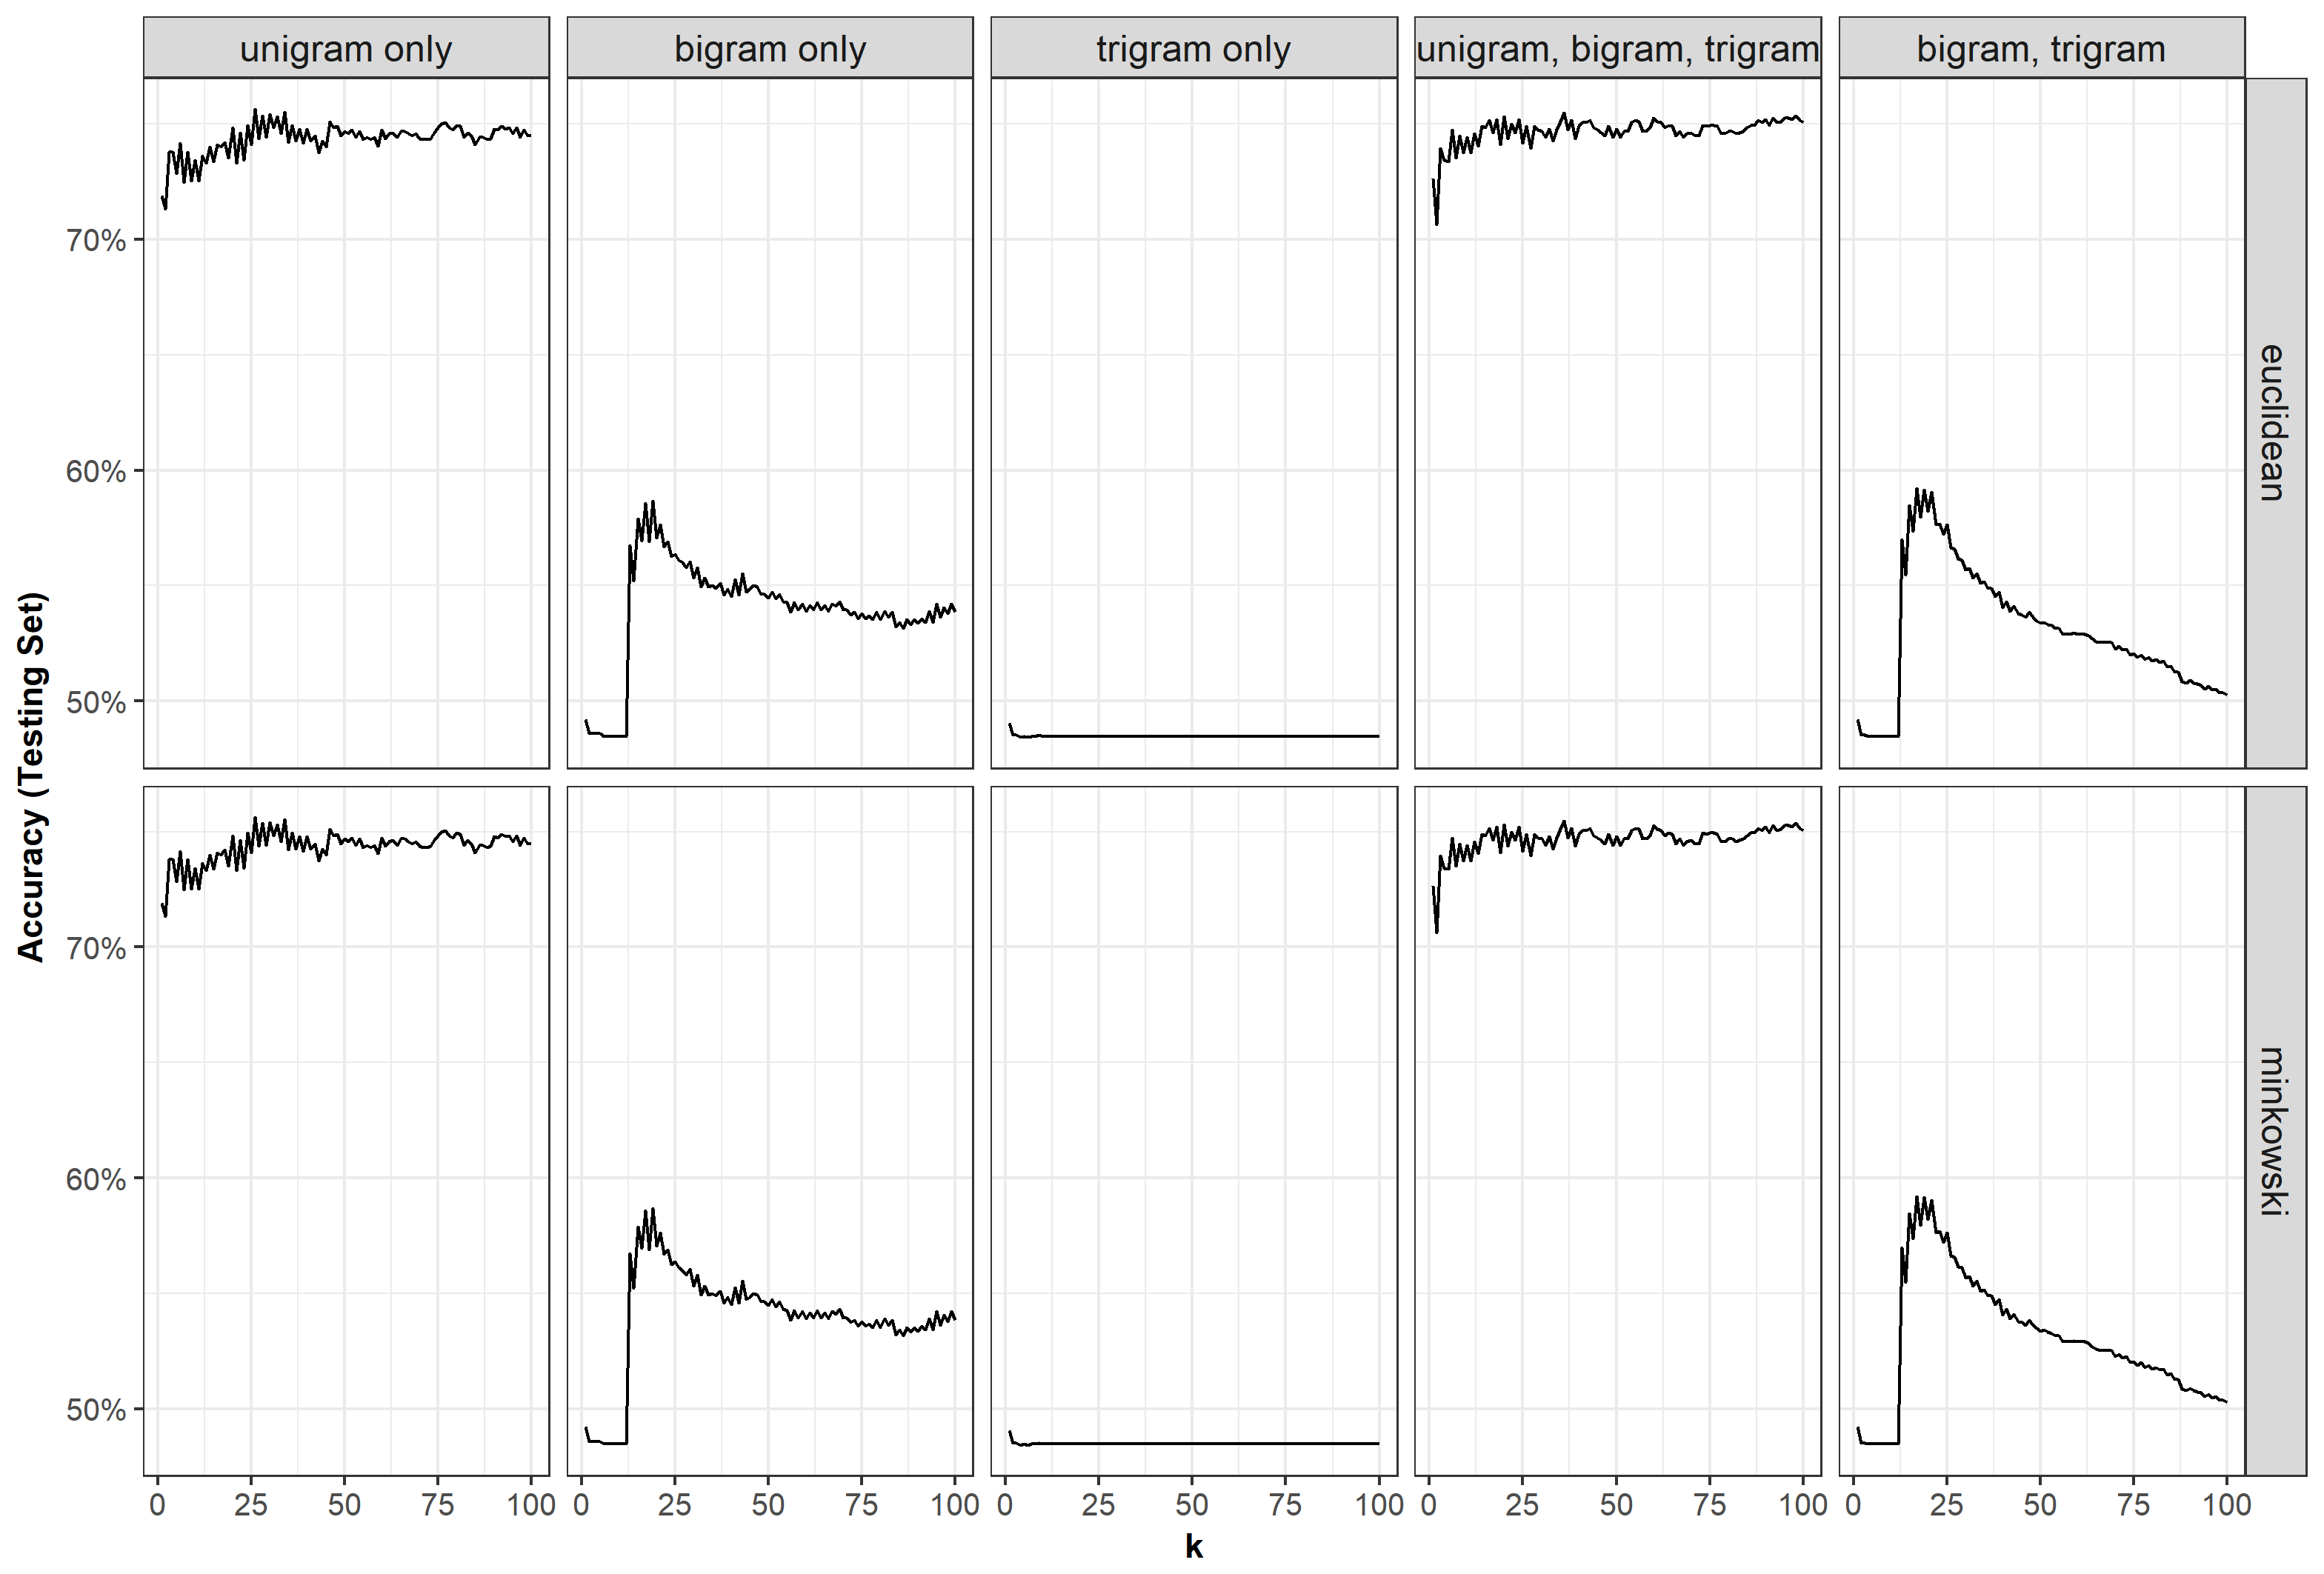 unigram only
bigram only
trigram only
unigram, bigram, trigram
bigram, trigram
70%
60%
50%
euclidean
Accuracy (Testing Set)
70%
60%
50%
minkowski
0 25 50 75 100
0 25 50 75 100
0 25 50 75 100
0 25 50 75 100
0 25 50 75 100
k